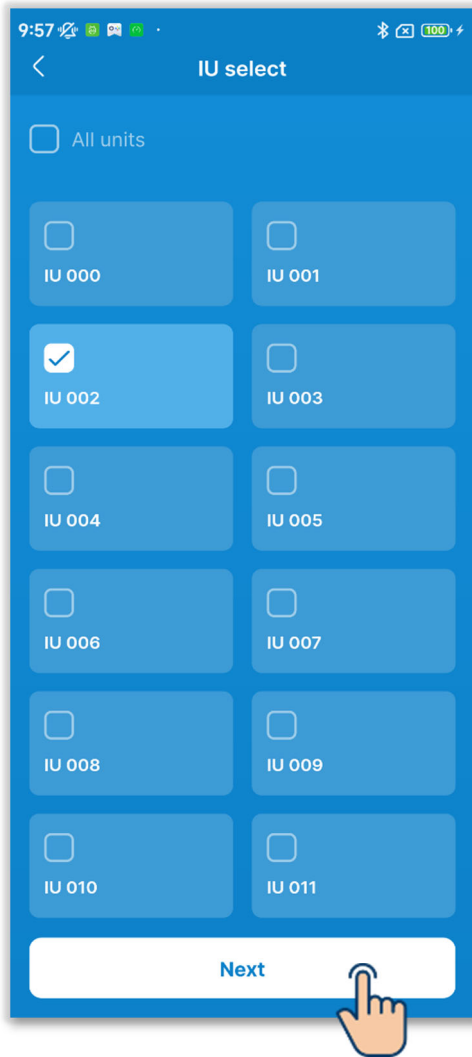 9:57 100
IU select
All units
IU 000 IU 001
IU 002 IU 003
IU 004 IU 005
IU 006 IU 007
IU 008 IU 009
IU 010 IU 011
Next